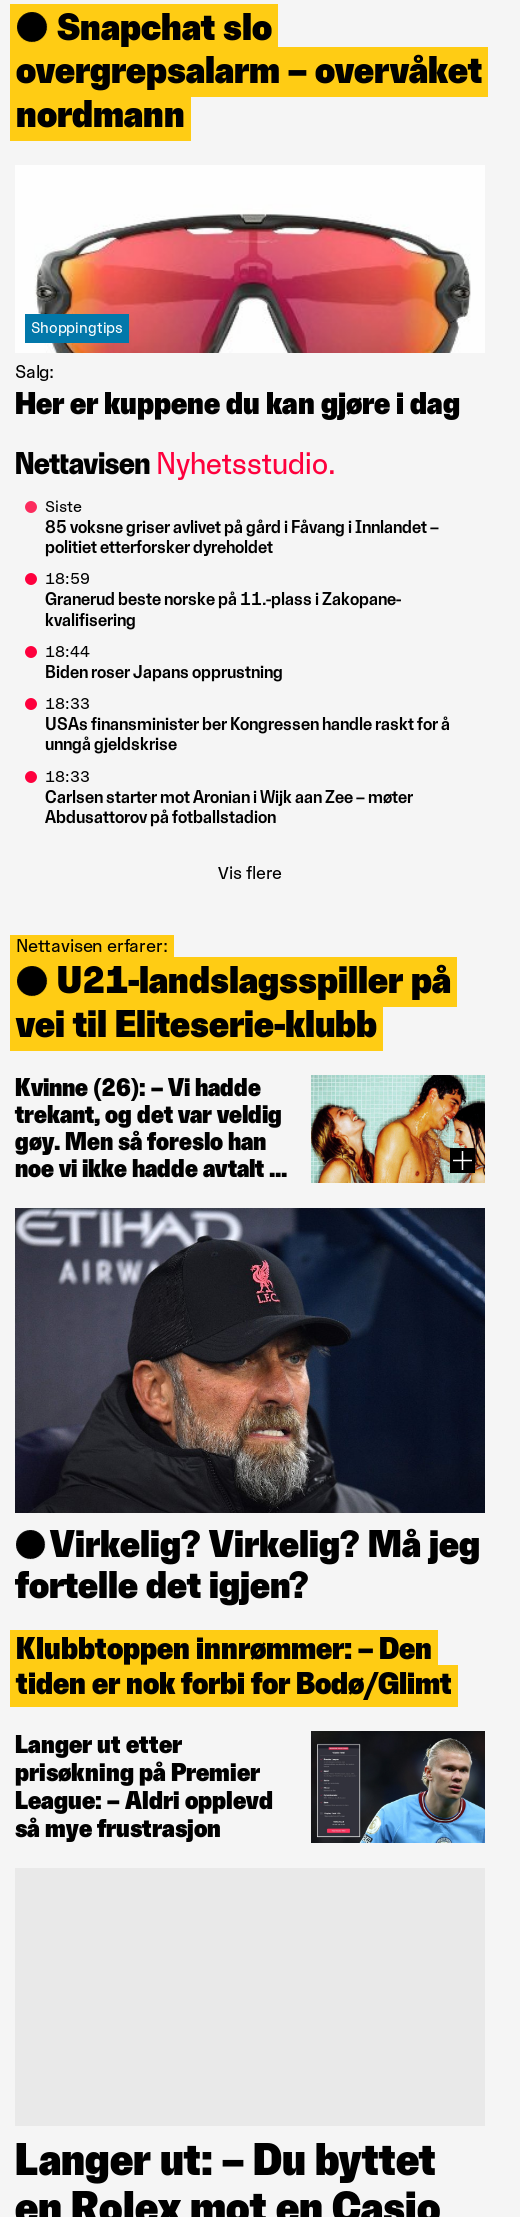 ● Snapchat slo
overgrepsalarm – overvåket
nordmann
Shoppingtips
Salg:
Her er kuppene du kan gjøre i dag
Nettavisen Nyhetsstudio.
Siste
85 voksne griser avlivet på gård i Fåvang i Innlandet –
politiet etterforsker dyreholdet
18:59
Granerud beste norske på 11.-plass i Zakopane-
kvalifisering
18:44
Biden roser Japans opprustning
18:33
USAs finansminister ber Kongressen handle raskt for å
unngå gjeldskrise
18:33
Carlsen starter mot Aronian i Wijk aan Zee – møter
Abdusattorov på fotballstadion
Vis flere
Nettavisen erfarer:
● U21-landslagsspiller på
vei til Eliteserie-klubb
Kvinne (26): – Vi hadde
trekant, og det var veldig
gøy. Men så foreslo han
noe vi ikke hadde avtalt ...
ETIHAD
AIRWA
L.F.C.
● Virkelig? Virkelig? Må jeg
fortelle det igjen?
Klubbtoppen innrømmer: – Den
tiden er nok forbi for Bodø/Glimt
Langer ut etter
prisøkning på Premier
League: – Aldri opplevd
så mye frustrasjon
Langer ut: – Du byttet
en Rolex mot en Casio